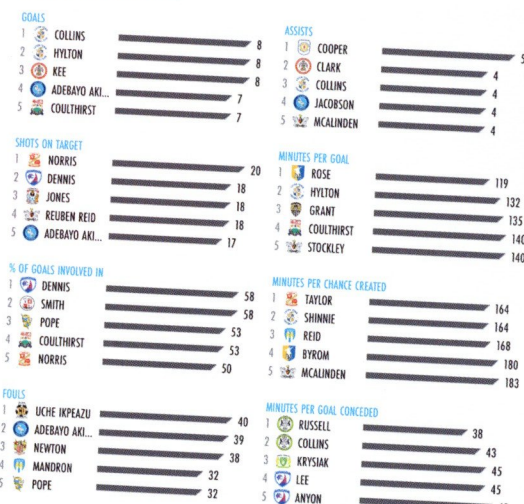 GOALS
1 COLLINS 8
2 HYLTON 8
3 KEE 8
4 ADEBAYO AKI... 7
5 COULTHIRST 7
ASSISTS
1 COOPER 5
2 CLARK 4
3 COLLINS 4
4 JACOBSON 4
5 MCALINDEN 4
SHOTS ON TARGET
1 NORRIS 20
2 DENNIS 18
3 JONES 18
4 REUBEN REID 18
5 ADEBAYO AKI... 17
MINUTES PER GOAL
1 ROSE 119
2 HYLTON 132
3 GRANT 135
4 COULTHIRST 140
5 STOCKLEY 140
% OF GOALS INVOLVED IN
1 DENNIS 58
2 SMITH 58
3 POPE 53
4 COULTHIRST 53
5 NORRIS 50
MINUTES PER CHANCE CREATED
1 TAYLOR 164
2 SHINNIE 164
3 REID 168
4 BYROM 180
5 MCALINDEN 183
FOULS
1 UCHE IKPEAZU 40
2 ADEBAYO AKI... 39
3 NEWTON 38
4 MANDRON 32
5 POPE 32
MINUTES PER GOAL CONCEDED
1 RUSSELL 38
2 COLLINS 43
3 KRYSIAK 45
4 LEE 45
5 ANYON